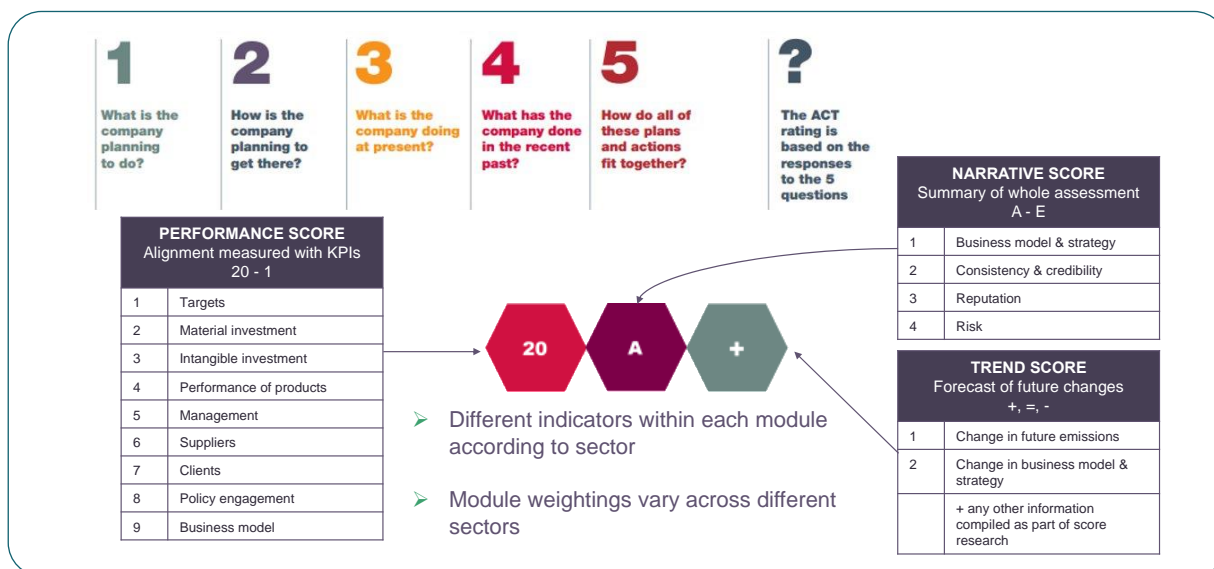 1
What is the
company
planning
to do?
2
How is the
company
planning to
get there?
3
What is the
company doing
at present?
4
What has the
company done
in the recent
past?
5
How do all of
these plans
and actions
fit together?
?
The ACT
rating is
based on the
responses
to the 5
questions
PERFORMANCE SCORE
Alignment measured with KPIs
20 - 1
1 Targets
2 Material investment
3 Intangible investment
4 Performance of products
5 Management
6 Suppliers
7 Clients
8 Policy engagement
9 Business model
20
A
+
➢ Different indicators within each module
according to sector
➢ Module weightings vary across different
sectors
NARRATIVE SCORE
Summary of whole assessment
A - E
1 Business model & strategy
2 Consistency & credibility
3 Reputation
4 Risk
TREND SCORE
Forecast of future changes
+, =, -
1 Change in future emissions
2 Change in business model &
strategy
+ any other information
compiled as part of score
research